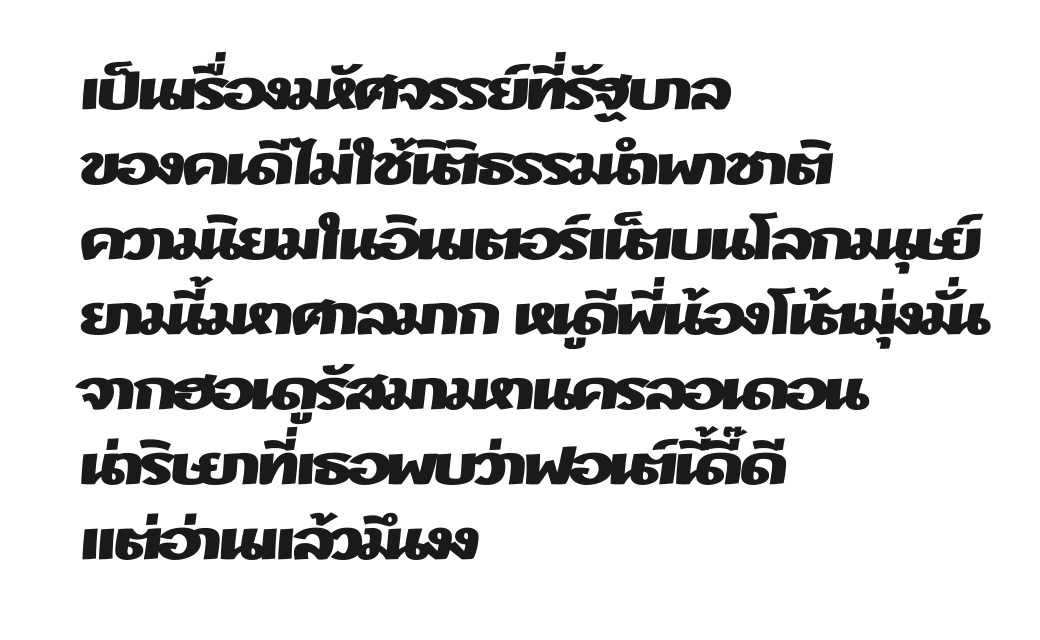 เป็นเรื่องมหัศจรรย์ที่รัฐบาล
ของคเดีไม่ใช้นิติธรรมนำพาชาติ
ความนิยมในอินเตอร์เน็ตบนโลกมนุษย์
ยามนี้มหาศาลมาก หนูดีพี่น้องโน้ตมุ่งมั่น
จากฮอนดูรัสมกมหานครลอนดอน
น่าริษยาที่เธอพบว่าฟอนต์นี้ดี๊ดี
แต่อ่านแล้วมึนงง